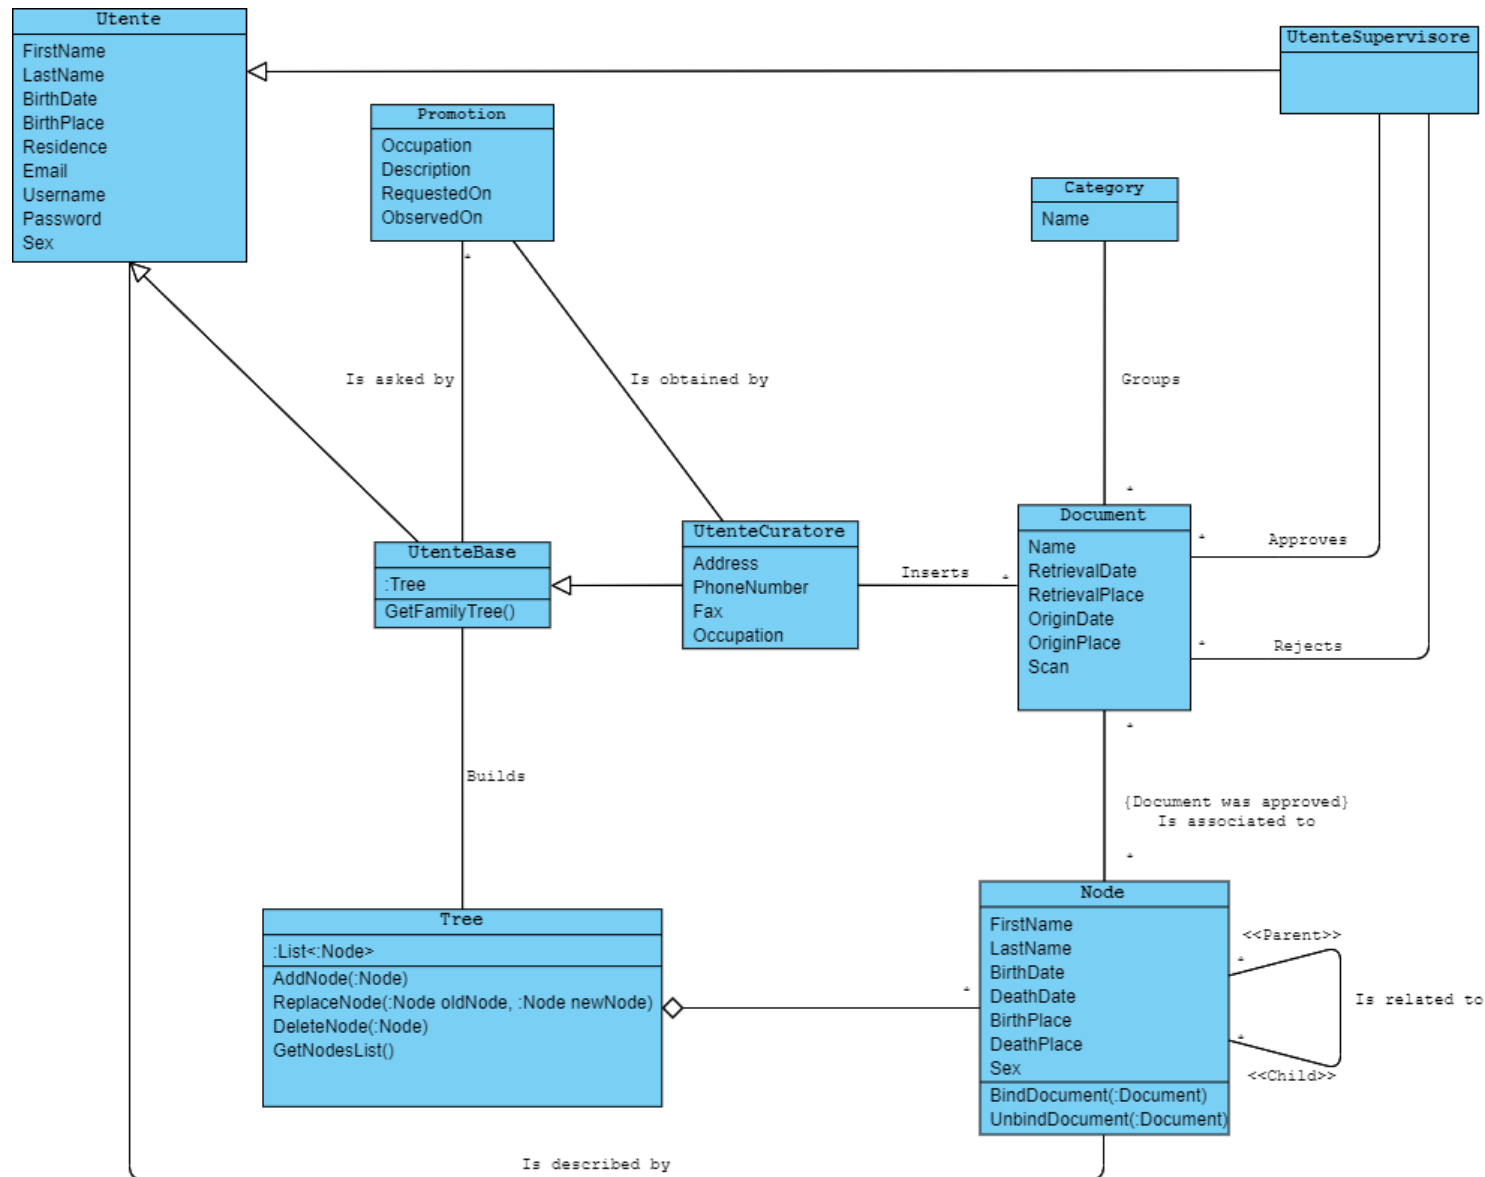 Utente
FirstName
LastName
BirthDate
BirthPlace
Residence
Email
Username
Password
Sex
UtenteSupervisore
Promotion
Occupation
Description
RequestedOn
ObservedOn
*
Category
Name
Is asked by
Is obtained by
Groups
*
UtenteBase
:Tree
GetFamilyTree()
UtenteCuratore
Address
PhoneNumber
Fax
Occupation
Inserts
*
Document
Name
RetrievalDate
RetrievalPlace
OriginDate
OriginPlace
Scan
*
Approves
*
Rejects
*
Builds
{Document was approved}
Is associated to
*
Tree
:List<:Node>
AddNode(:Node)
ReplaceNode(:Node oldNode, :Node newNode)
DeleteNode(:Node)
GetNodesList()
*
Node
FirstName
LastName
BirthDate
DeathDate
BirthPlace
DeathPlace
Sex
BindDocument(:Document)
UnbindDocument(:Document)
<<Parent>>
*
Is related to
*
<<Child>>
Is described by